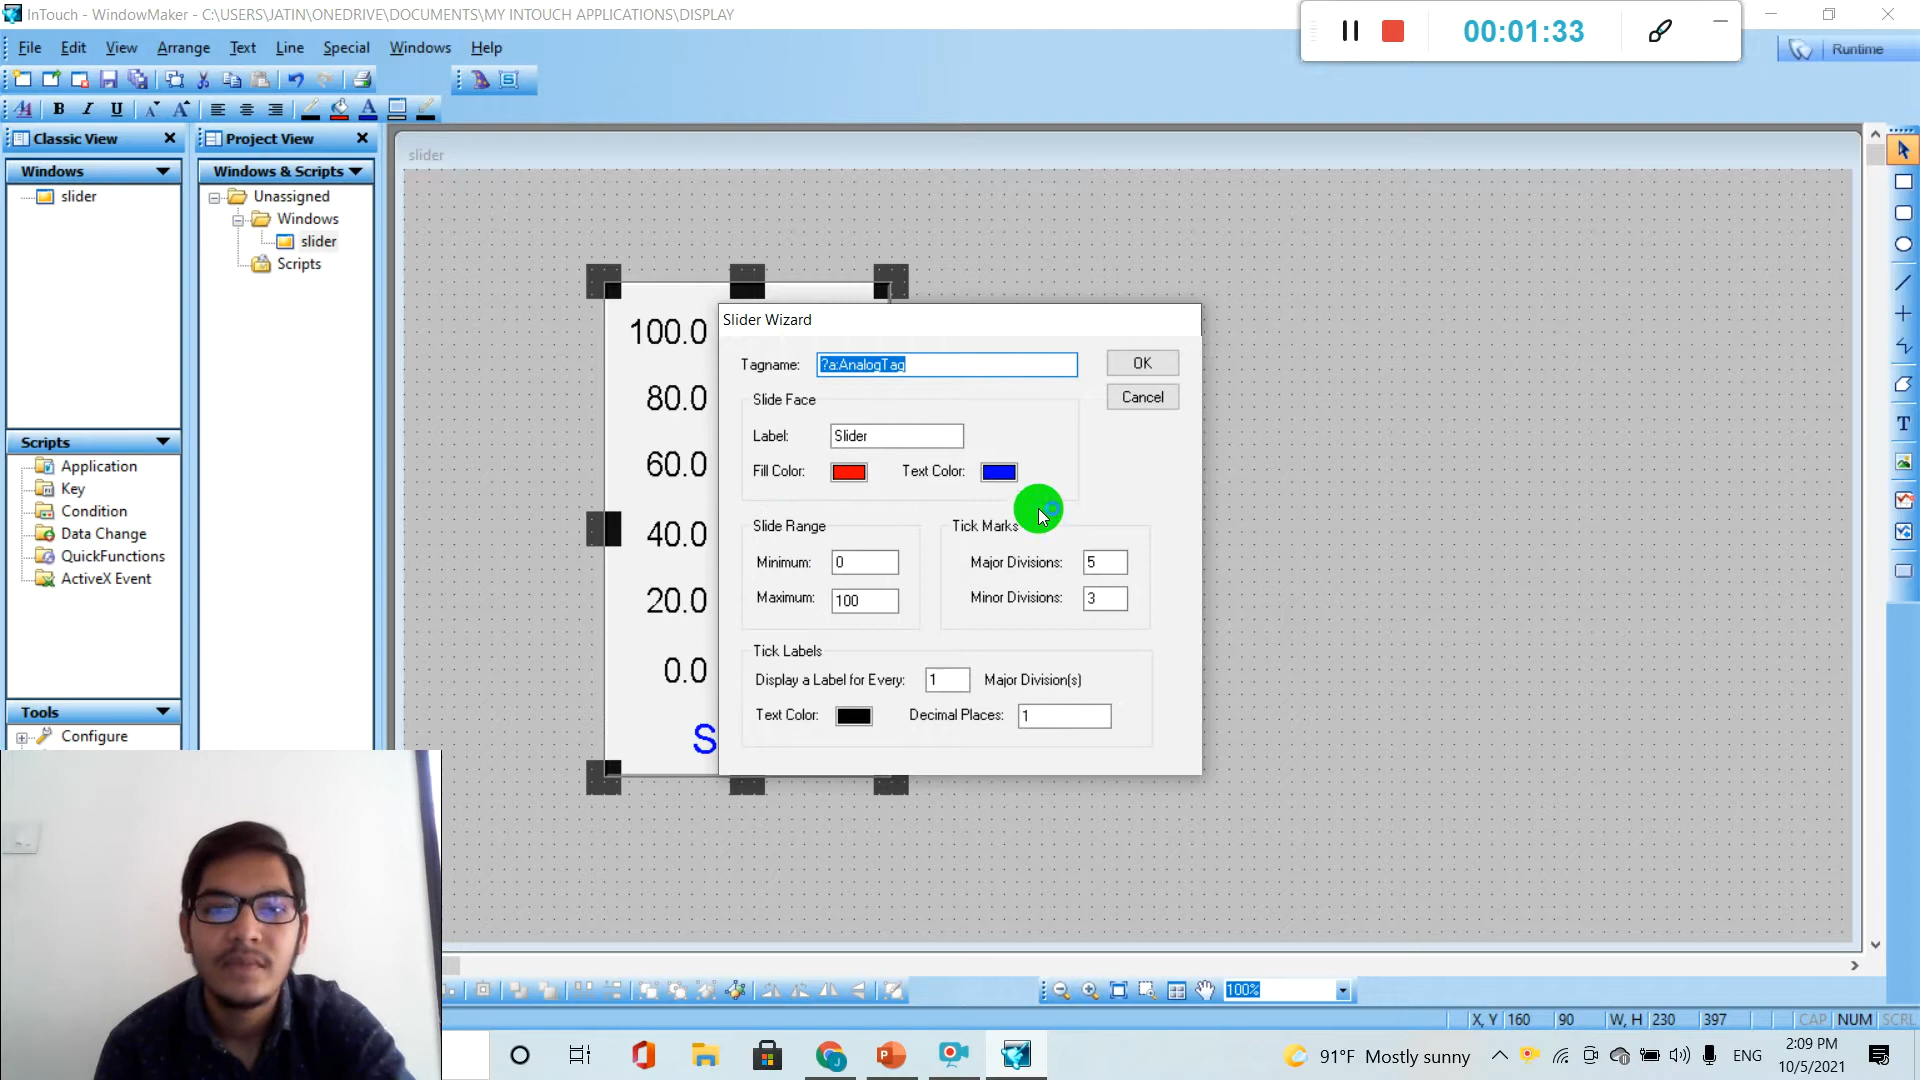 InTouch - WindowMaker - C:\USERS\JATIN\ONEDRIVE\DOCUMENTS\MY INTOUCH APPLICATIONS\DISPLAY
00:01:33
File Edit View Arrange Text Line Special Windows Help
Runtime
B I U
Classic View
Project View
slider
Windows
Windows & Scripts
slider
Unassigned
Windows
slider
Scripts
Scripts
Application
Key
Condition
Data Change
QuickFunctions
ActiveX Event
Tools
Configure
100.0
80.0
60.0
40.0
20.0
0.0
S
Slider Wizard
Tagname: ?a:AnalogTag
OK
Cancel
Slide Face
Label: Slider
Fill Color: Text Color:
Slide Range
Tick Marks
Minimum: 0
Major Divisions: 5
Maximum: 100
Minor Divisions: 3
Tick Labels
Display a Label for Every: 1 Major Division(s)
Text Color: Decimal Places: 1
100%
X, Y 160 90 W, H 230 397 CAP NUM SCRL
91°F Mostly sunny
ENG
2:09 PM
10/5/2021